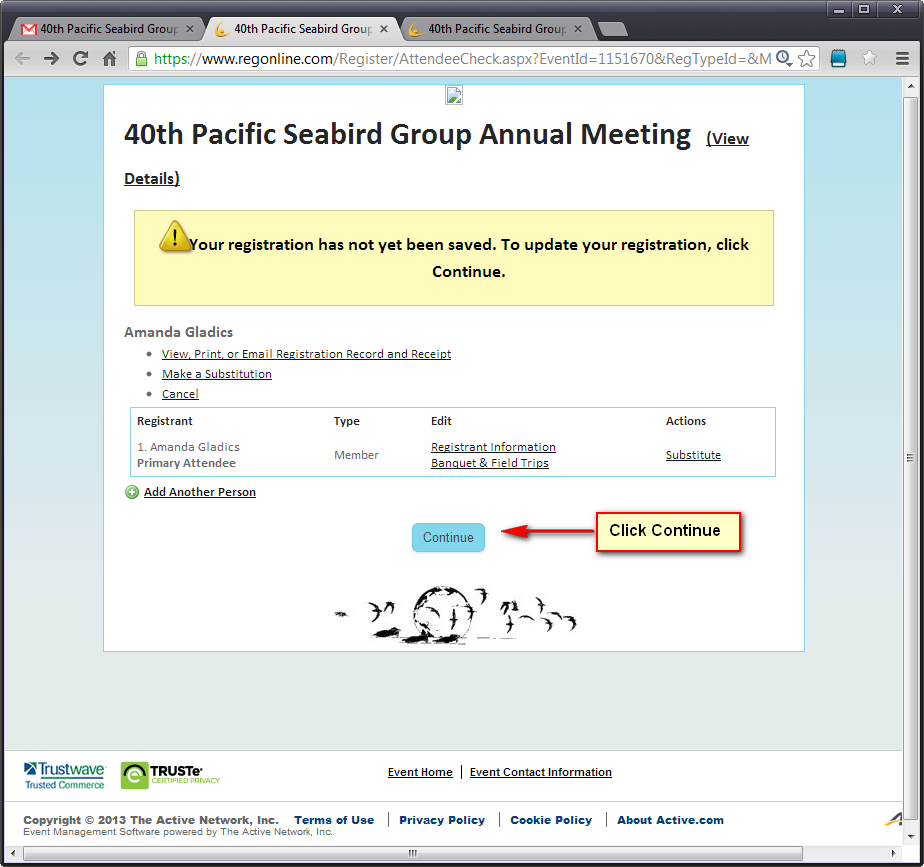 40th Pacific Seabird Group
40th Pacific Seabird Group
40th Pacific Seabird Group
https://www.regonline.com/Register/AttendeeCheck.aspx?EventId=1151670&RegTypeId=&M
40th Pacific Seabird Group Annual Meeting (View
Details)
Your registration has not yet been saved. To update your registration, click
Continue.
Amanda Gladics
View, Print, or Email Registration Record and Receipt
Make a Substitution
Cancel
Registrant Type Edit Actions
1. Amanda Gladics Member Registrant Information Substitute
Primary Attendee Banquet & Field Trips
Add Another Person
Continue
Click Continue
Trustwave
Trusted Commerce
TRUSTe
CERTIFIED PRIVACY
Event Home | Event Contact Information
Copyright © 2013 The Active Network, Inc. Terms of Use | Privacy Policy | Cookie Policy | About Active.com
Event Management Software powered by The Active Network, Inc.